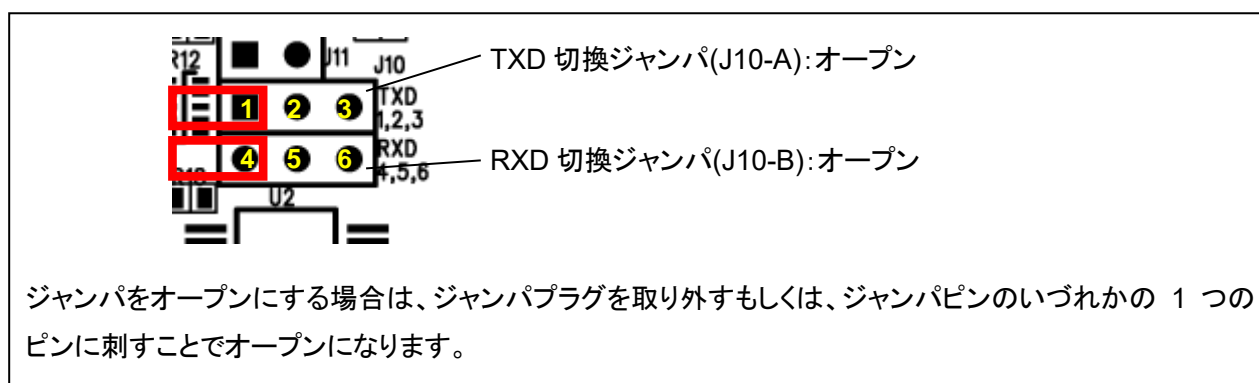 R12
J11
J10
TXD 切換ジャンパ(J10-A):オープン
1 2 3
TXD
1,2,3
4 5 6
RXD
4,5,6
RXD 切換ジャンパ(J10-B):オープン
U2
ジャンパをオープンにする場合は、ジャンパプラグを取り外すもしくは、ジャンパピンのいづれかの 1 つの
ピンに刺すことでオープンになります。